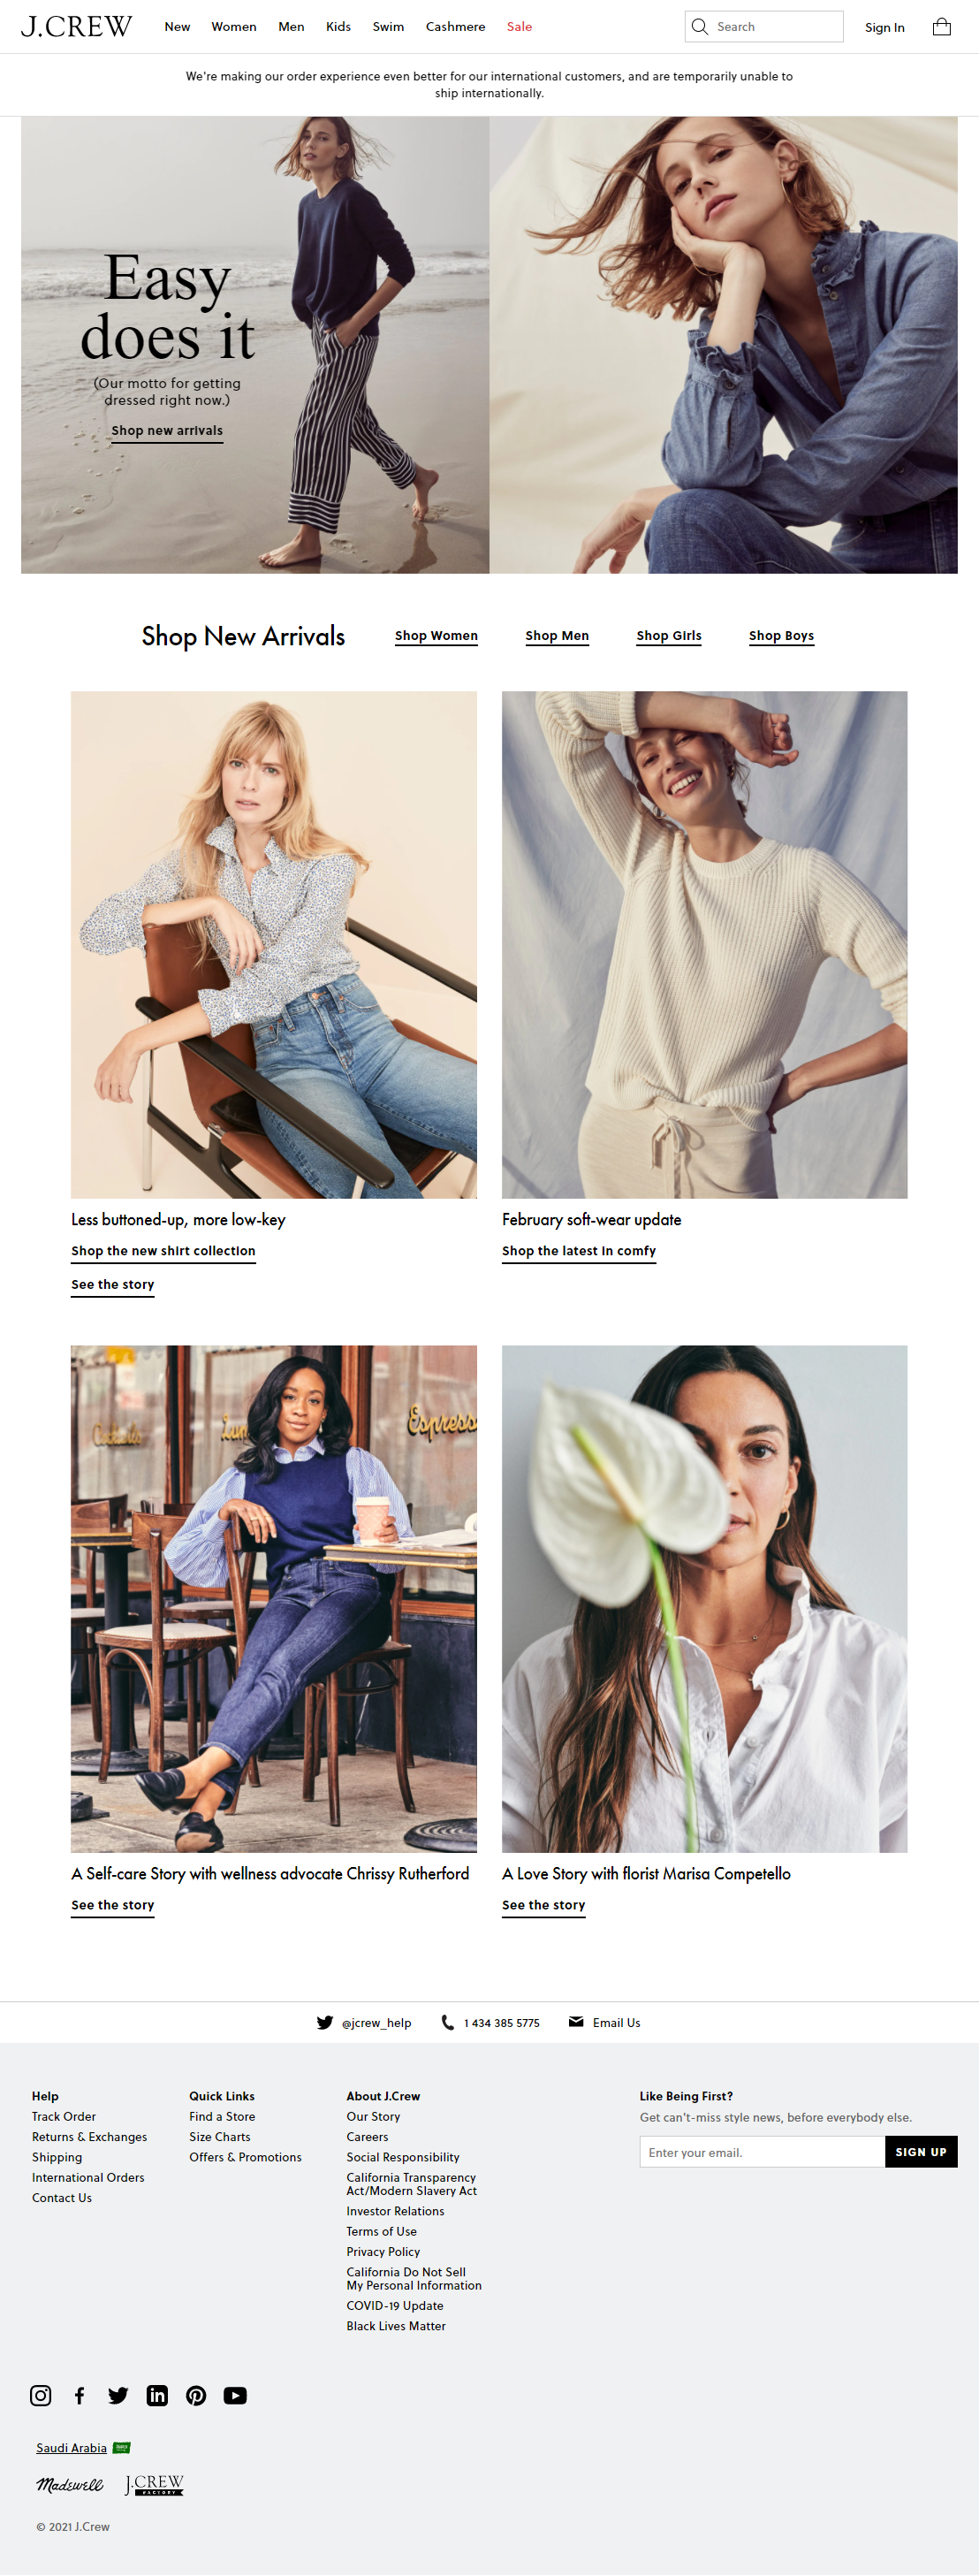 J.CREW
New Women Men Kids Swim Cashmere Sale
Search
Sign In
We're making our order experience even better for our international customers, and are temporarily unable to
ship internationally.
Easy
does it
(Our motto for getting
dressed right now.)
Shop new arrivals
Shop New Arrivals
Shop Women Shop Men Shop Girls Shop Boys
Less buttoned-up, more low-key
Shop the new shirt collection
See the story
February soft-wear update
Shop the latest in comfy
Cocktails
Espress
A Self-care Story with wellness advocate Chrissy Rutherford
See the story
A Love Story with florist Marisa Competello
See the story
@jcrew_help
1 434 385 5775
Email Us
Help
Track Order
Returns & Exchanges
Shipping
International Orders
Contact Us
Quick Links
Find a Store
Size Charts
Offers & Promotions
About J.Crew
Our Story
Careers
Social Responsibility
California Transparency
Act/Modern Slavery Act
Investor Relations
Terms of Use
Privacy Policy
California Do Not Sell
My Personal Information
COVID-19 Update
Black Lives Matter
Like Being First?
Get can't-miss style news, before everybody else.
Enter your email.
SIGN UP
Saudi Arabia
Madewell
J.CREW
FACTORY
© 2021 J.Crew